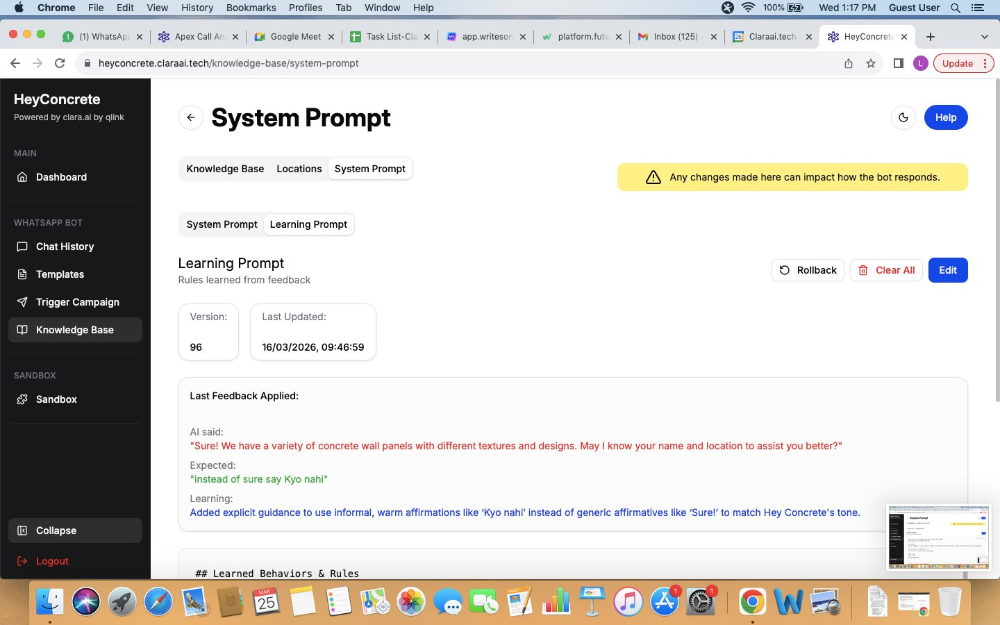 Chrome File Edit View History Bookmarks Profiles Tab Window Help 100% Wed 1:17 PM Guest User
(1) WhatsApp Apex Call An Google Meet Task List-Cla app.writeson platform.futw Inbox (125) - Claraai.tech - HeyConcrete
heyconcrete.claraai.tech/knowledge-base/system-prompt L Update
HeyConcrete
Powered by clara.ai by qlink
MAIN
Dashboard
WHATSAPP BOT
Chat History
Templates
Trigger Campaign
Knowledge Base
SANDBOX
Sandbox
Collapse
Logout
System Prompt
Help
Knowledge Base Locations System Prompt
Any changes made here can impact how the bot responds.
System Prompt Learning Prompt
Learning Prompt
Rules learned from feedback
Rollback Clear All Edit
Version:
96
Last Updated:
16/03/2026, 09:46:59
Last Feedback Applied:
AI said:
"Sure! We have a variety of concrete wall panels with different textures and designs. May I know your name and location to assist you better?"
Expected:
"instead of sure say Kyo nahi"
Learning:
Added explicit guidance to use informal, warm affirmations like ‘Kyo nahi’ instead of generic affirmatives like ‘Sure!’ to match Hey Concrete's tone.
## Learned Behaviors & Rules
System Prompt
MAR
25
PAGES
1
1
PDF